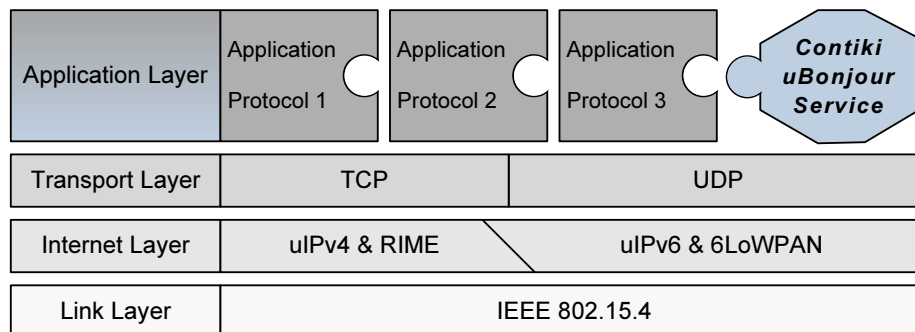 Application Layer
Application
Protocol 1
Application
Protocol 2
Application
Protocol 3
Contiki
uBonjour
Service
Transport Layer
TCP
UDP
Internet Layer
uIPv4 & RIME
uIPv6 & 6LoWPAN
Link Layer
IEEE 802.15.4